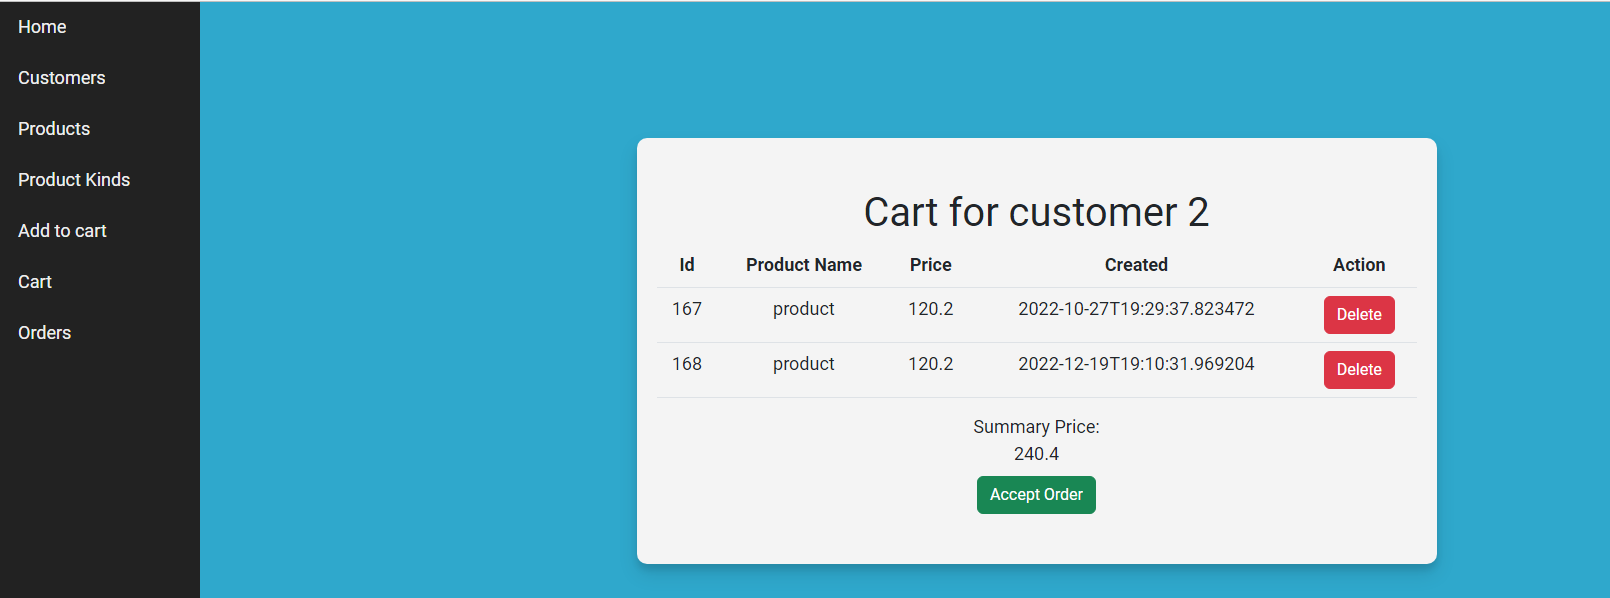 Home
Customers
Products
Product Kinds
Add to cart
Cart
Orders
Cart for customer 2
Id Product Name Price Created Action
167 product 120.2 2022-10-27T19:29:37.823472 Delete
168 product 120.2 2022-12-19T19:10:31.969204 Delete
Summary Price:
240.4
Accept Order